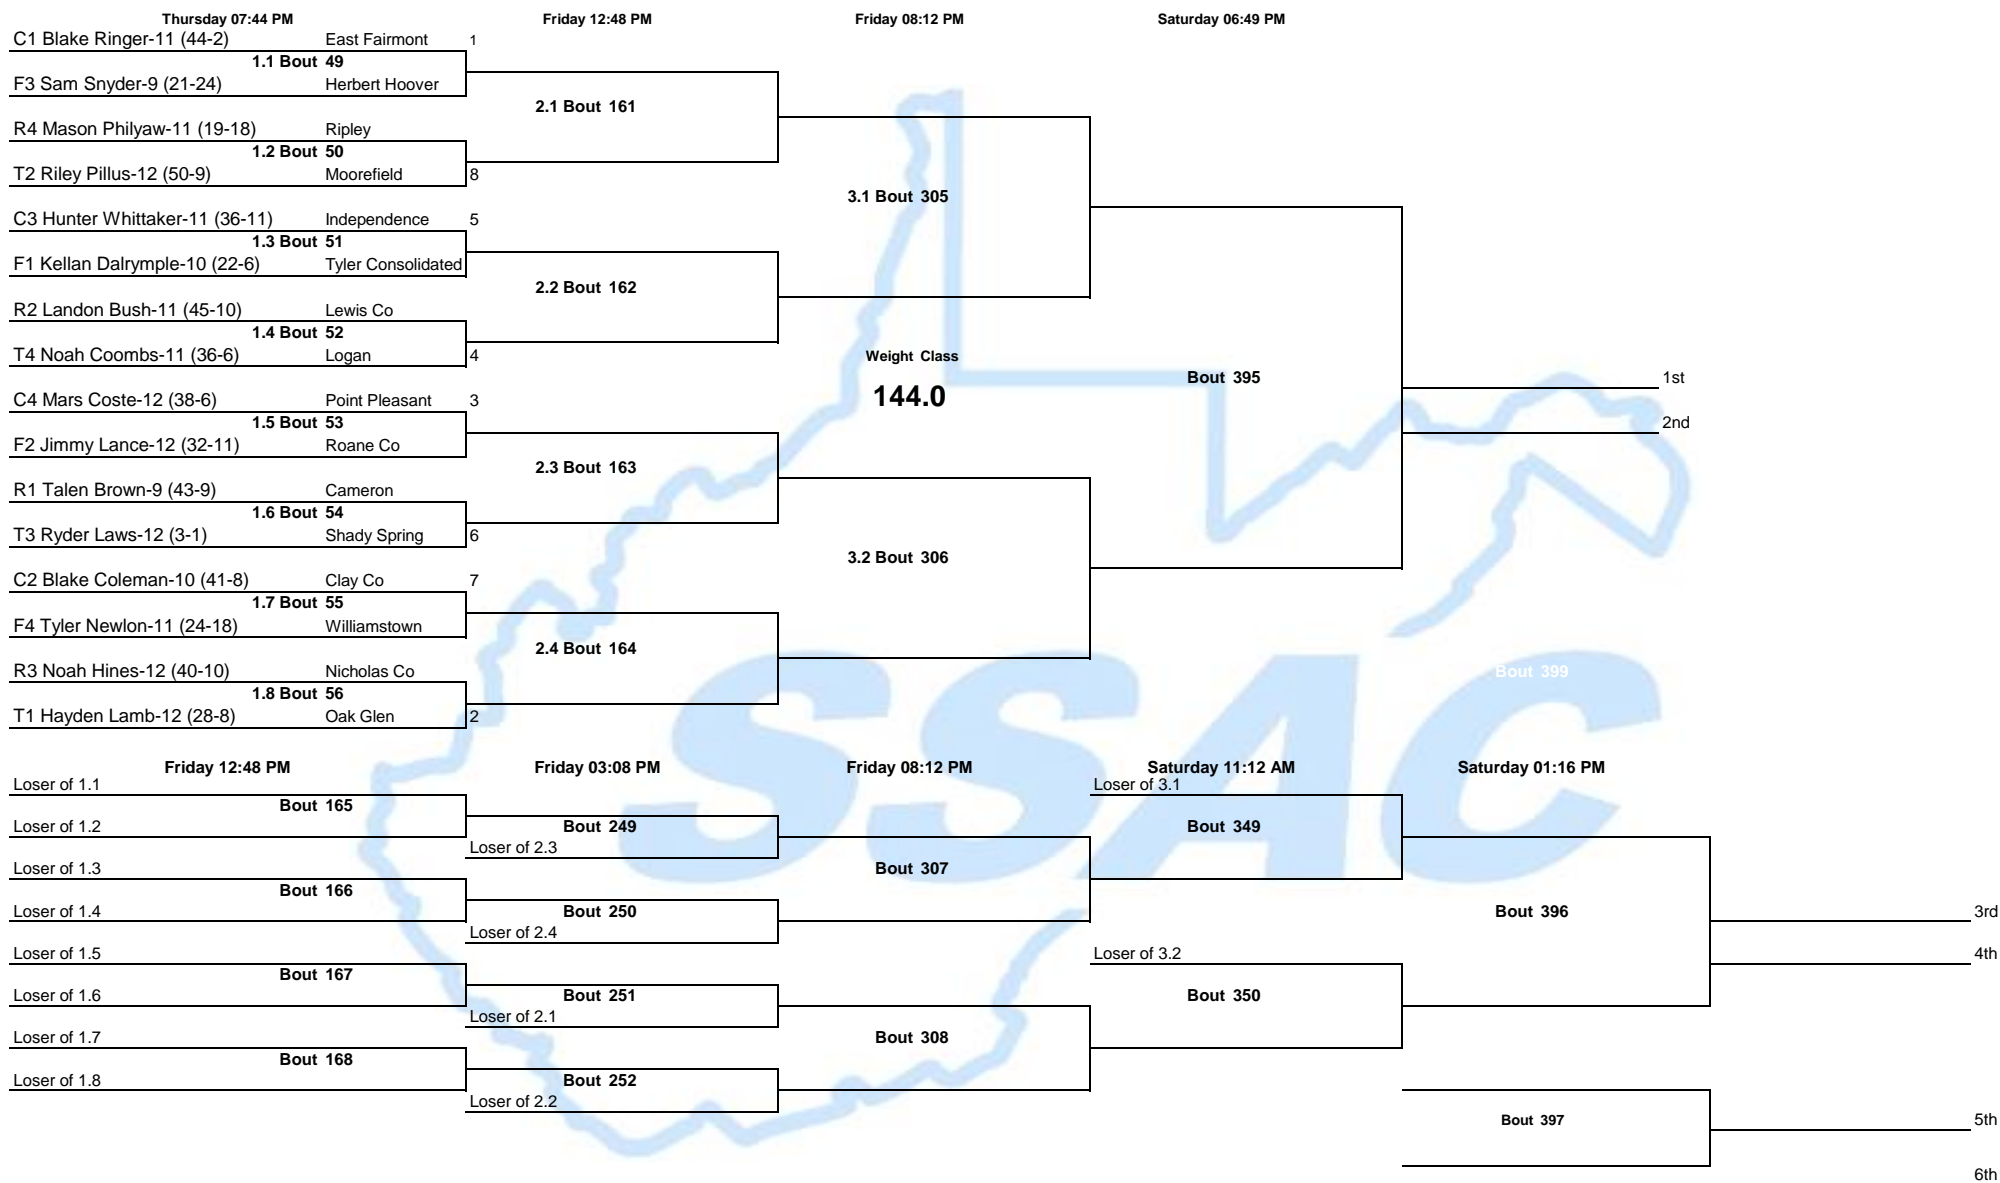 Thursday 07:44 PM Friday 12:48 PM Friday 08:12 PM Saturday 06:49 PM
C1 Blake Ringer-11 (44-2) East Fairmont 1
1.1 Bout 49
F3 Sam Snyder-9 (21-24) Herbert Hoover
2.1 Bout 161
R4 Mason Philyaw-11 (19-18) Ripley
1.2 Bout 50
T2 Riley Pillus-12 (50-9) Moorefield 8
3.1 Bout 305
C3 Hunter Whittaker-11 (36-11) Independence 5
1.3 Bout 51
F1 Kellan Dalrymple-10 (22-6) Tyler Consolidated
2.2 Bout 162
R2 Landon Bush-11 (45-10) Lewis Co
1.4 Bout 52
T4 Noah Coombs-11 (36-6) Logan 4
Weight Class
Bout 395 1st
144.0
C4 Mars Coste-12 (38-6) Point Pleasant 3
1.5 Bout 53 2nd
F2 Jimmy Lance-12 (32-11) Roane Co
2.3 Bout 163
R1 Talen Brown-9 (43-9) Cameron
1.6 Bout 54
T3 Ryder Laws-12 (3-1) Shady Spring 6
3.2 Bout 306
C2 Blake Coleman-10 (41-8) Clay Co 7
1.7 Bout 55
F4 Tyler Newlon-11 (24-18) Williamstown
2.4 Bout 164
R3 Noah Hines-12 (40-10) Nicholas Co Bout 399
1.8 Bout 56
T1 Hayden Lamb-12 (28-8) Oak Glen 2
SSAC
Friday 12:48 PM Friday 03:08 PM Friday 08:12 PM Saturday 11:12 AM Saturday 01:16 PM
Loser of 1.1 Loser of 3.1
Bout 165
Loser of 1.2 Bout 249 Bout 349
Loser of 2.3
Loser of 1.3 Bout 307
Bout 166
Loser of 1.4 Bout 250 Bout 396 3rd
Loser of 2.4
Loser of 1.5 Loser of 3.2 4th
Bout 167
Loser of 1.6 Bout 251 Bout 350
Loser of 2.1
Loser of 1.7 Bout 308
Bout 168
Loser of 1.8 Bout 252
Loser of 2.2
Bout 397 5th
6th